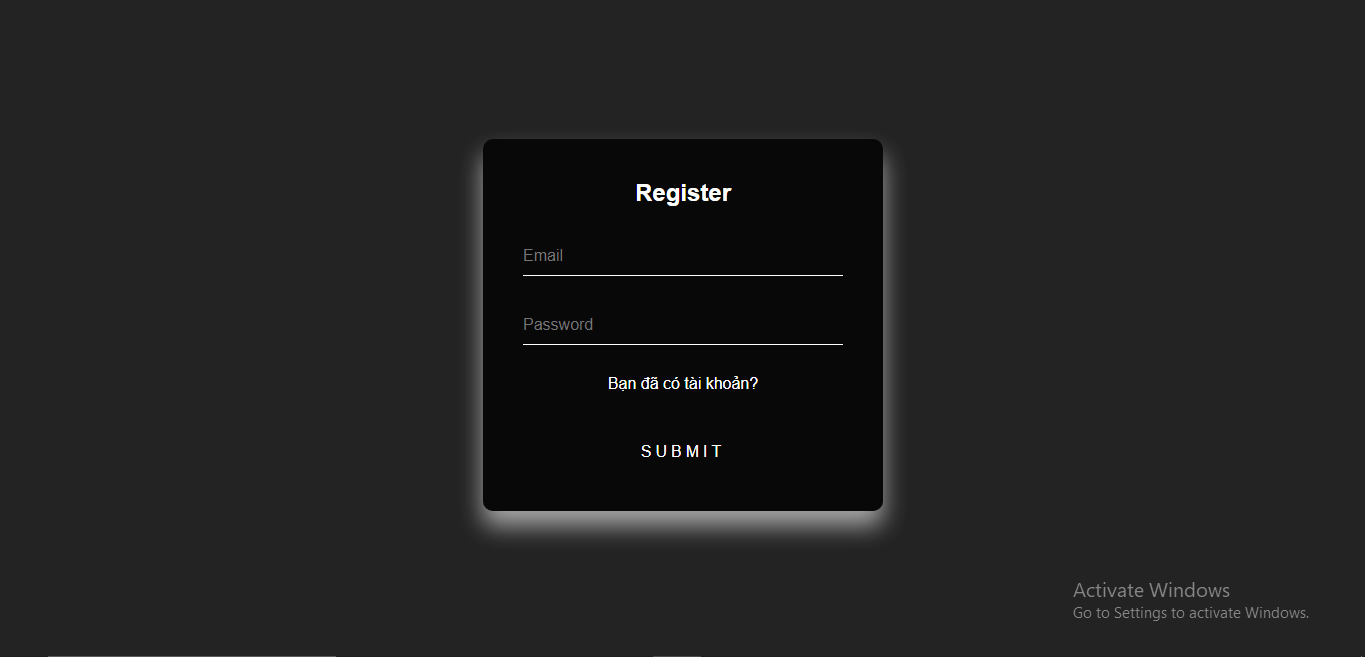 Register
Email
Password
Bạn đã có tài khoản?
SUBMIT
Activate Windows
Go to Settings to activate Windows.